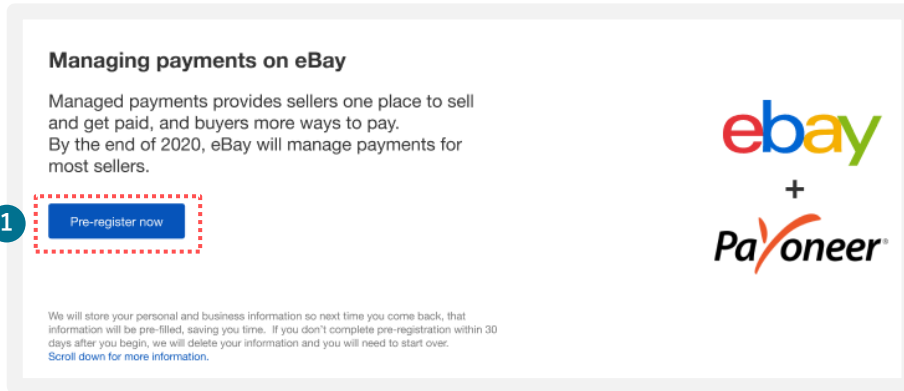 Managing payments on eBay
Managed payments provides sellers one place to sell
and get paid, and buyers more ways to pay.
By the end of 2020, eBay will manage payments for
most sellers.
1
Pre-register now
We will store your personal and business information so next time you come back, that
information will be pre-filled, saving you time. If you don't complete pre-registration within 30
days after you begin, we will delete your information and you will need to start over.
Scroll down for more information.
ebay
+
Payoneer®